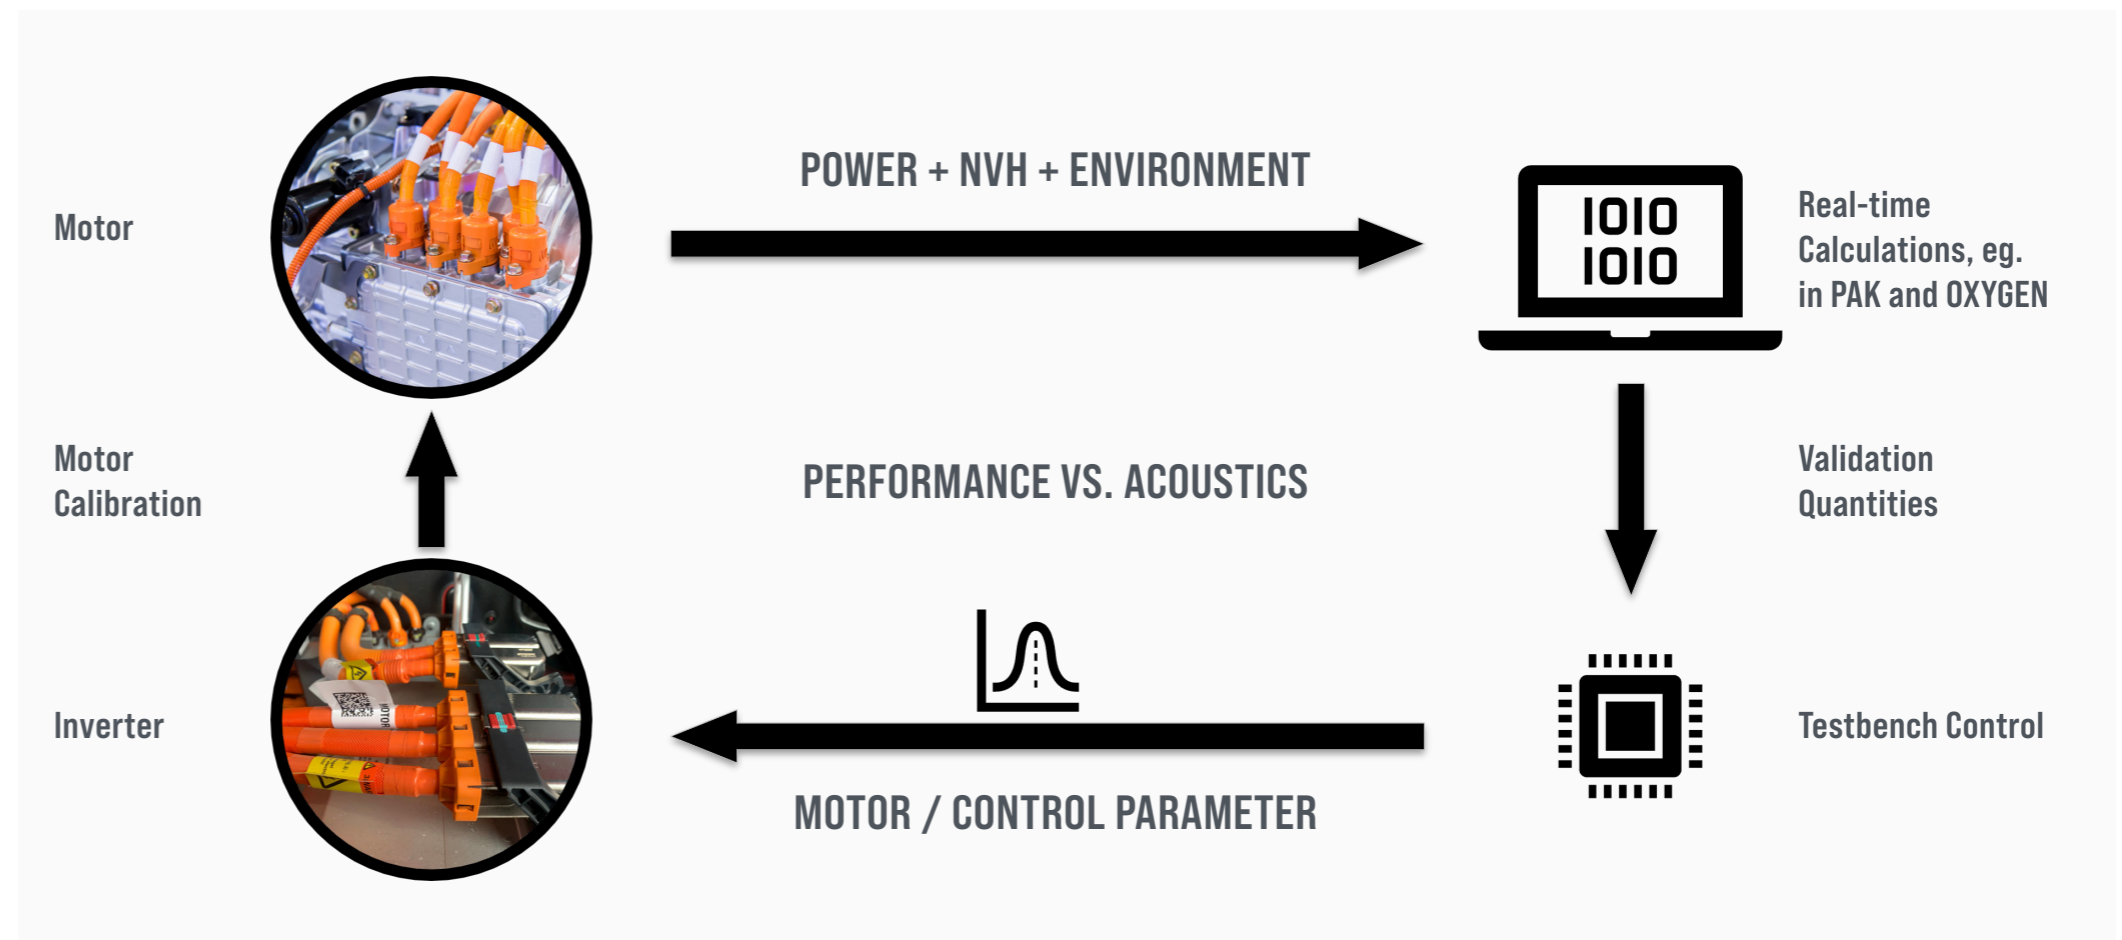 POWER + NVH + ENVIRONMENT
Motor
1010
1010
Real-time
Calculations, eg.
in PAK and OXYGEN
Motor
Calibration
PERFORMANCE VS. ACOUSTICS
Validation
Quantities
Inverter
MOTOR / CONTROL PARAMETER
Testbench Control